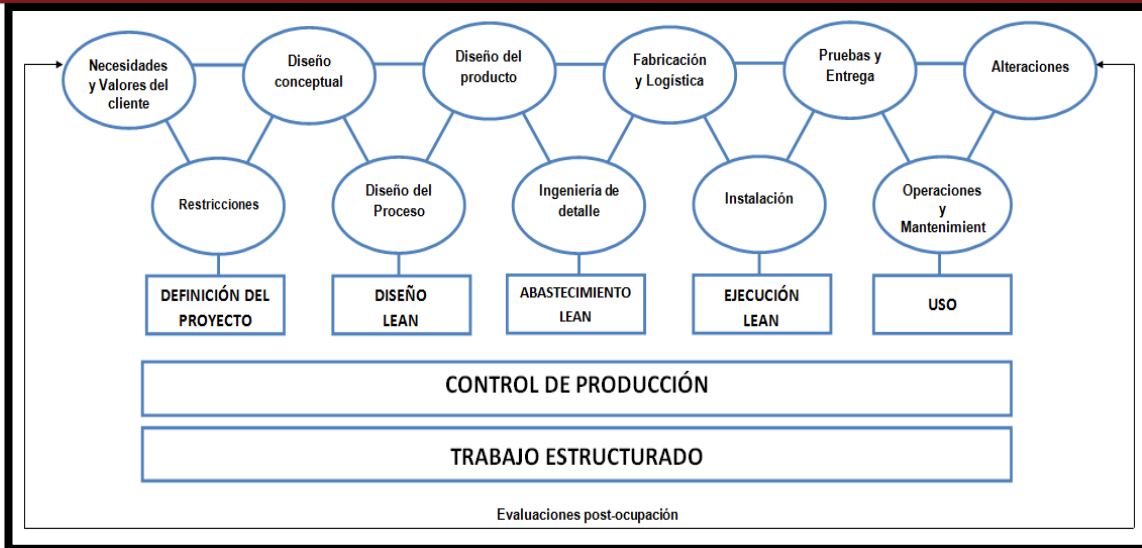 Necesidades
y Valores del
cliente
Diseño
conceptual
Diseño del
producto
Fabricación
y Logística
Pruebas y
Entrega
Alteraciones
Restricciones
Diseño del
Proceso
Ingeniería de
detalle
Instalación
Operaciones
y
Mantenimient
DEFINICIÓN DEL
PROYECTO
DISEÑO
LEAN
ABASTECIMIENTO
LEAN
EJECUCIÓN
LEAN
USO
CONTROL DE PRODUCCIÓN
TRABAJO ESTRUCTURADO
Evaluaciones post-ocupación